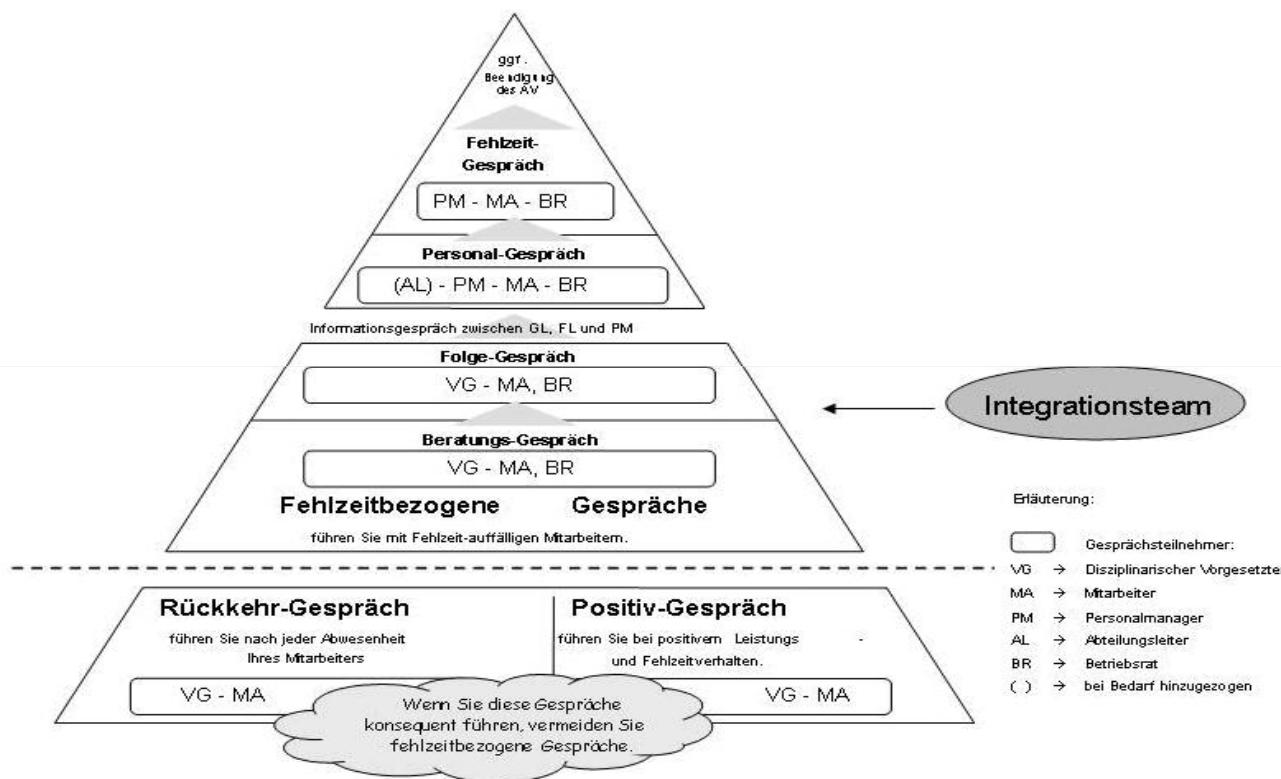 ggf.
Beendigung
des AV
Fehlzeit-
Gespräch
PM - MA - BR
Personal-Gespräch
(AL) - PM - MA - BR
Informationsgespräch zwischen GL, FL und PM
Folge-Gespräch
VG - MA, BR
Beratungs-Gespräch
VG - MA, BR
Fehlzeitbezogene Gespräche
führen Sie mit Fehlzeit-auffälligen Mitarbeitern.
Integrationsteam
Erläuterung:
Gesprächsteilnehmer:
VG → Disziplinarischer Vorgesetzter
MA → Mitarbeiter
PM → Personalmanager
AL → Abteilungsleiter
BR → Betriebsrat
( ) → bei Bedarf hinzugezogen
Rückkehr-Gespräch
führen Sie nach jeder Abwesenheit
Ihres Mitarbeiters
VG - MA
Positiv-Gespräch
führen Sie bei positivem Leistungs -
und Fehlzeitverhalten.
VG - MA
Wenn Sie diese Gespräche
konsequent führen, vermeiden Sie
fehlzeitbezogene Gespräche.